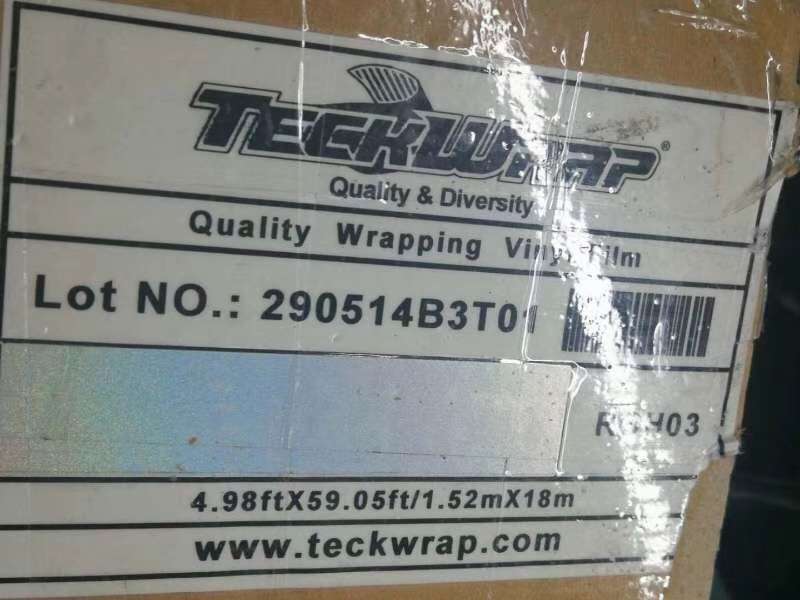 TECKWRAP®
Quality & Diversity
Quality Wrapping Vinyl Film
Lot NO.: 290514B3T01
4.98ftX59.05ft/1.52mX18m
www.teckwrap.com